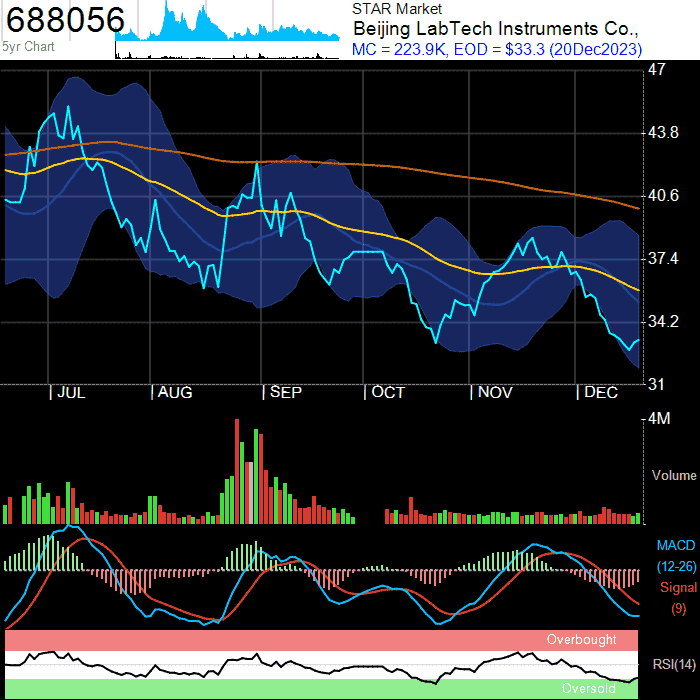 688056
5yr Chart
STAR Market
Beijing LabTech Instruments Co.,
MC = 223.9K, EOD = $33.3 (20Dec2023)
47
43.8
40.6
37.4
34.2
31
| JUL
| AUG
| SEP
| OCT
| NOV
| DEC
4M
Volume
MACD
(12-26)
Signal
(9)
Overbought
RSI(14)
Oversold